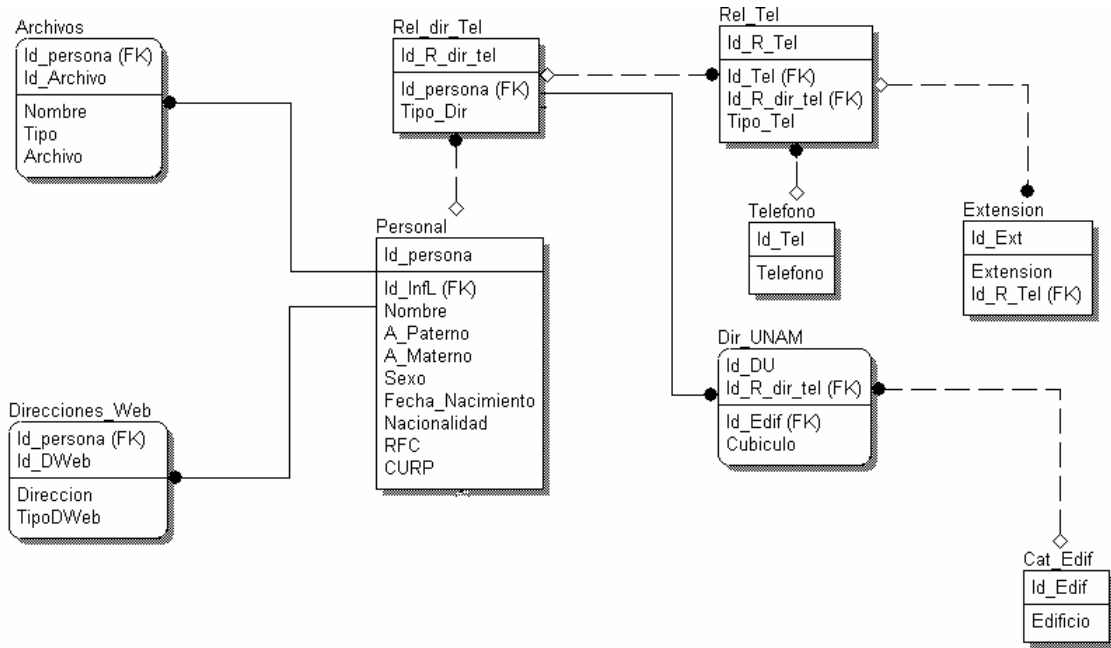 Archivos
Id_persona (FK)
Id_Archivo
Nombre
Tipo
Archivo
Rel_dir_Tel
Id_R_dir_tel
Id_persona (FK)
Tipo_Dir
Rel_Tel
Id_R_Tel
Id_Tel (FK)
Id_R_dir_tel (FK)
Tipo_Tel
Personal
Id_persona
Id_InfL (FK)
Nombre
A_Paterno
A_Materno
Sexo
Fecha_Nacimiento
Nacionalidad
RFC
CURP
Telefono
Id_Tel
Telefono
Extension
Id_Ext
Extension
Id_R_Tel (FK)
Dir_UNAM
Id_DU
Id_R_dir_tel (FK)
Id_Edif (FK)
Cubiculo
Direcciones_Web
Id_persona (FK)
Id_DWeb
Direccion
TipoDWeb
Cat_Edif
Id_Edif
Edificio